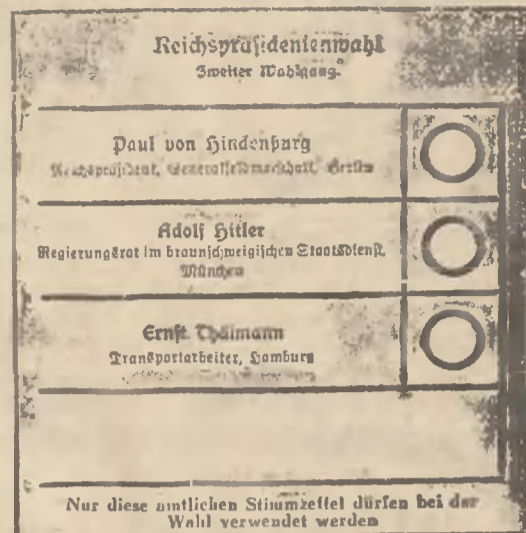 Reichspräsidentenwahl
Zweiter Wahlgang.
Paul von Hindenburg
Reichspräsident, Generalfeldmarschall, Berlin
Adolf Hitler
Regierungsrat im braunschweigischen Staatsdienst,
München
Ernst Thälmann
Transportarbeiter, Hamburg
Nur diese amtlichen Stimmzettel dürfen bei der
Wahl verwendet werden